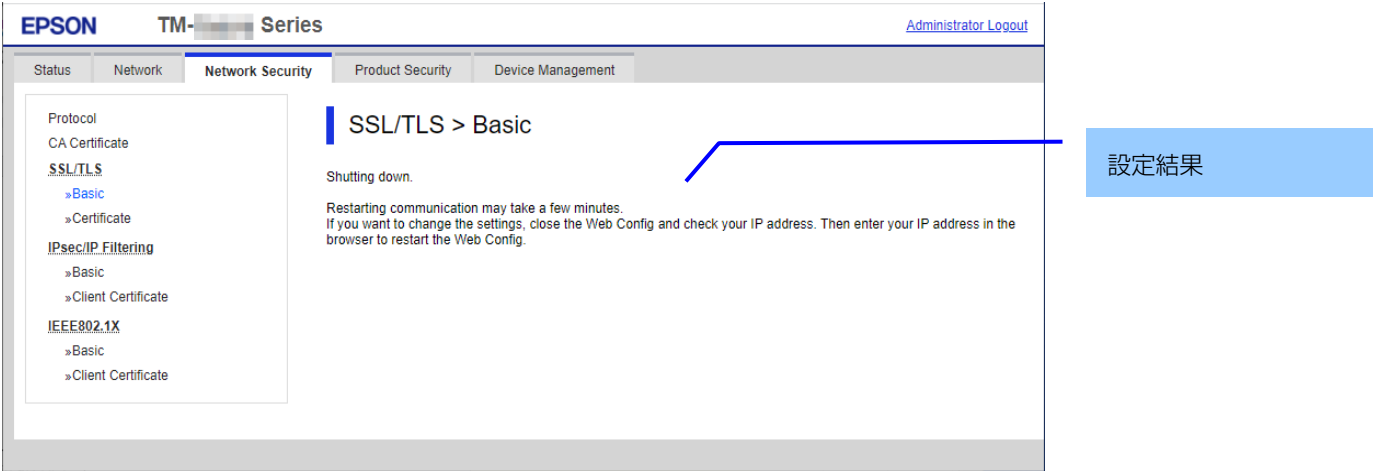 EPSON TM- Series Administrator Logout
Status Network Network Security Product Security Device Management
Protocol
CA Certificate
SSL/TLS
»Basic
»Certificate
IPsec/IP Filtering
»Basic
»Client Certificate
IEEE802.1X
»Basic
»Client Certificate
SSL/TLS > Basic
Shutting down.
Restarting communication may take a few minutes.
If you want to change the settings, close the Web Config and check your IP address. Then enter your IP address in the
browser to restart the Web Config.
設定結果